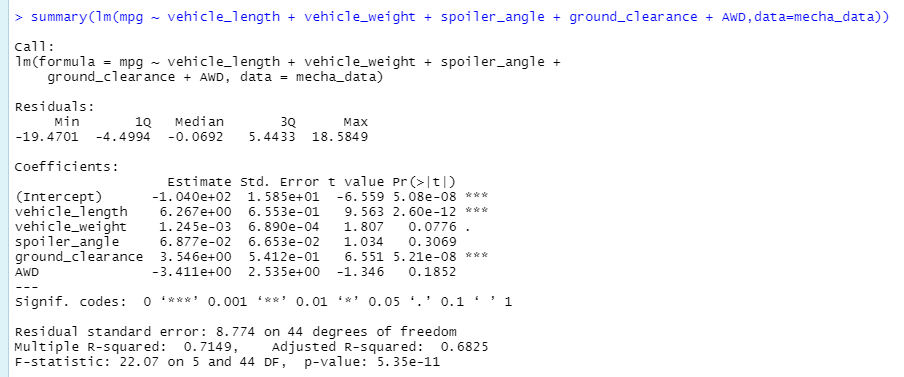 > summary(lm(mpg ~ vehicle_length + vehicle_weight + spoiler_angle + ground_clearance + AWD,data=mecha_data))
Call:
lm(formula = mpg ~ vehicle_length + vehicle_weight + spoiler_angle +
    ground_clearance + AWD, data = mecha_data)
Residuals:
     Min       1Q   Median       3Q      Max
-19.4701  -4.4994  -0.0692   5.4433  18.5849
Coefficients:
                   Estimate Std. Error t value Pr(>|t|)
(Intercept)      -1.040e+02  1.585e+01  -6.559 5.08e-08 ***
vehicle_length    6.267e+00  6.553e-01   9.563 2.60e-12 ***
vehicle_weight    1.245e-03  6.890e-04   1.807   0.0776 .
spoiler_angle     6.877e-02  6.653e-02   1.034   0.3069
ground_clearance  3.546e+00  5.412e-01   6.551 5.21e-08 ***
AWD              -3.411e+00  2.535e+00  -1.346   0.1852
---
Signif. codes:  0 ‘***’ 0.001 ‘**’ 0.01 ‘*’ 0.05 ‘.’ 0.1 ‘ ’ 1
Residual standard error: 8.774 on 44 degrees of freedom
Multiple R-squared:  0.7149,    Adjusted R-squared:  0.6825
F-statistic: 22.07 on 5 and 44 DF,  p-value: 5.35e-11